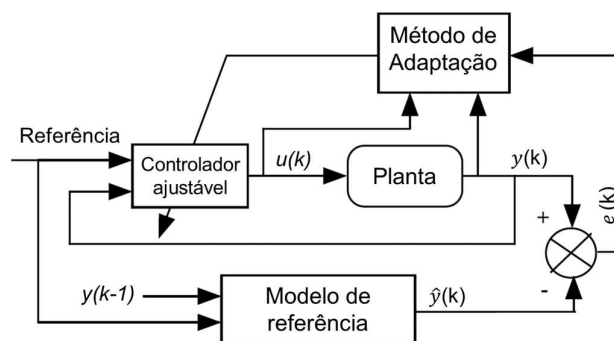 Método de
Adaptação
Referência
Controlador
ajustável
u(k)
Planta
y(k)
+
e(k)
-
y(k-1)
Modelo de
referência
ŷ(k)